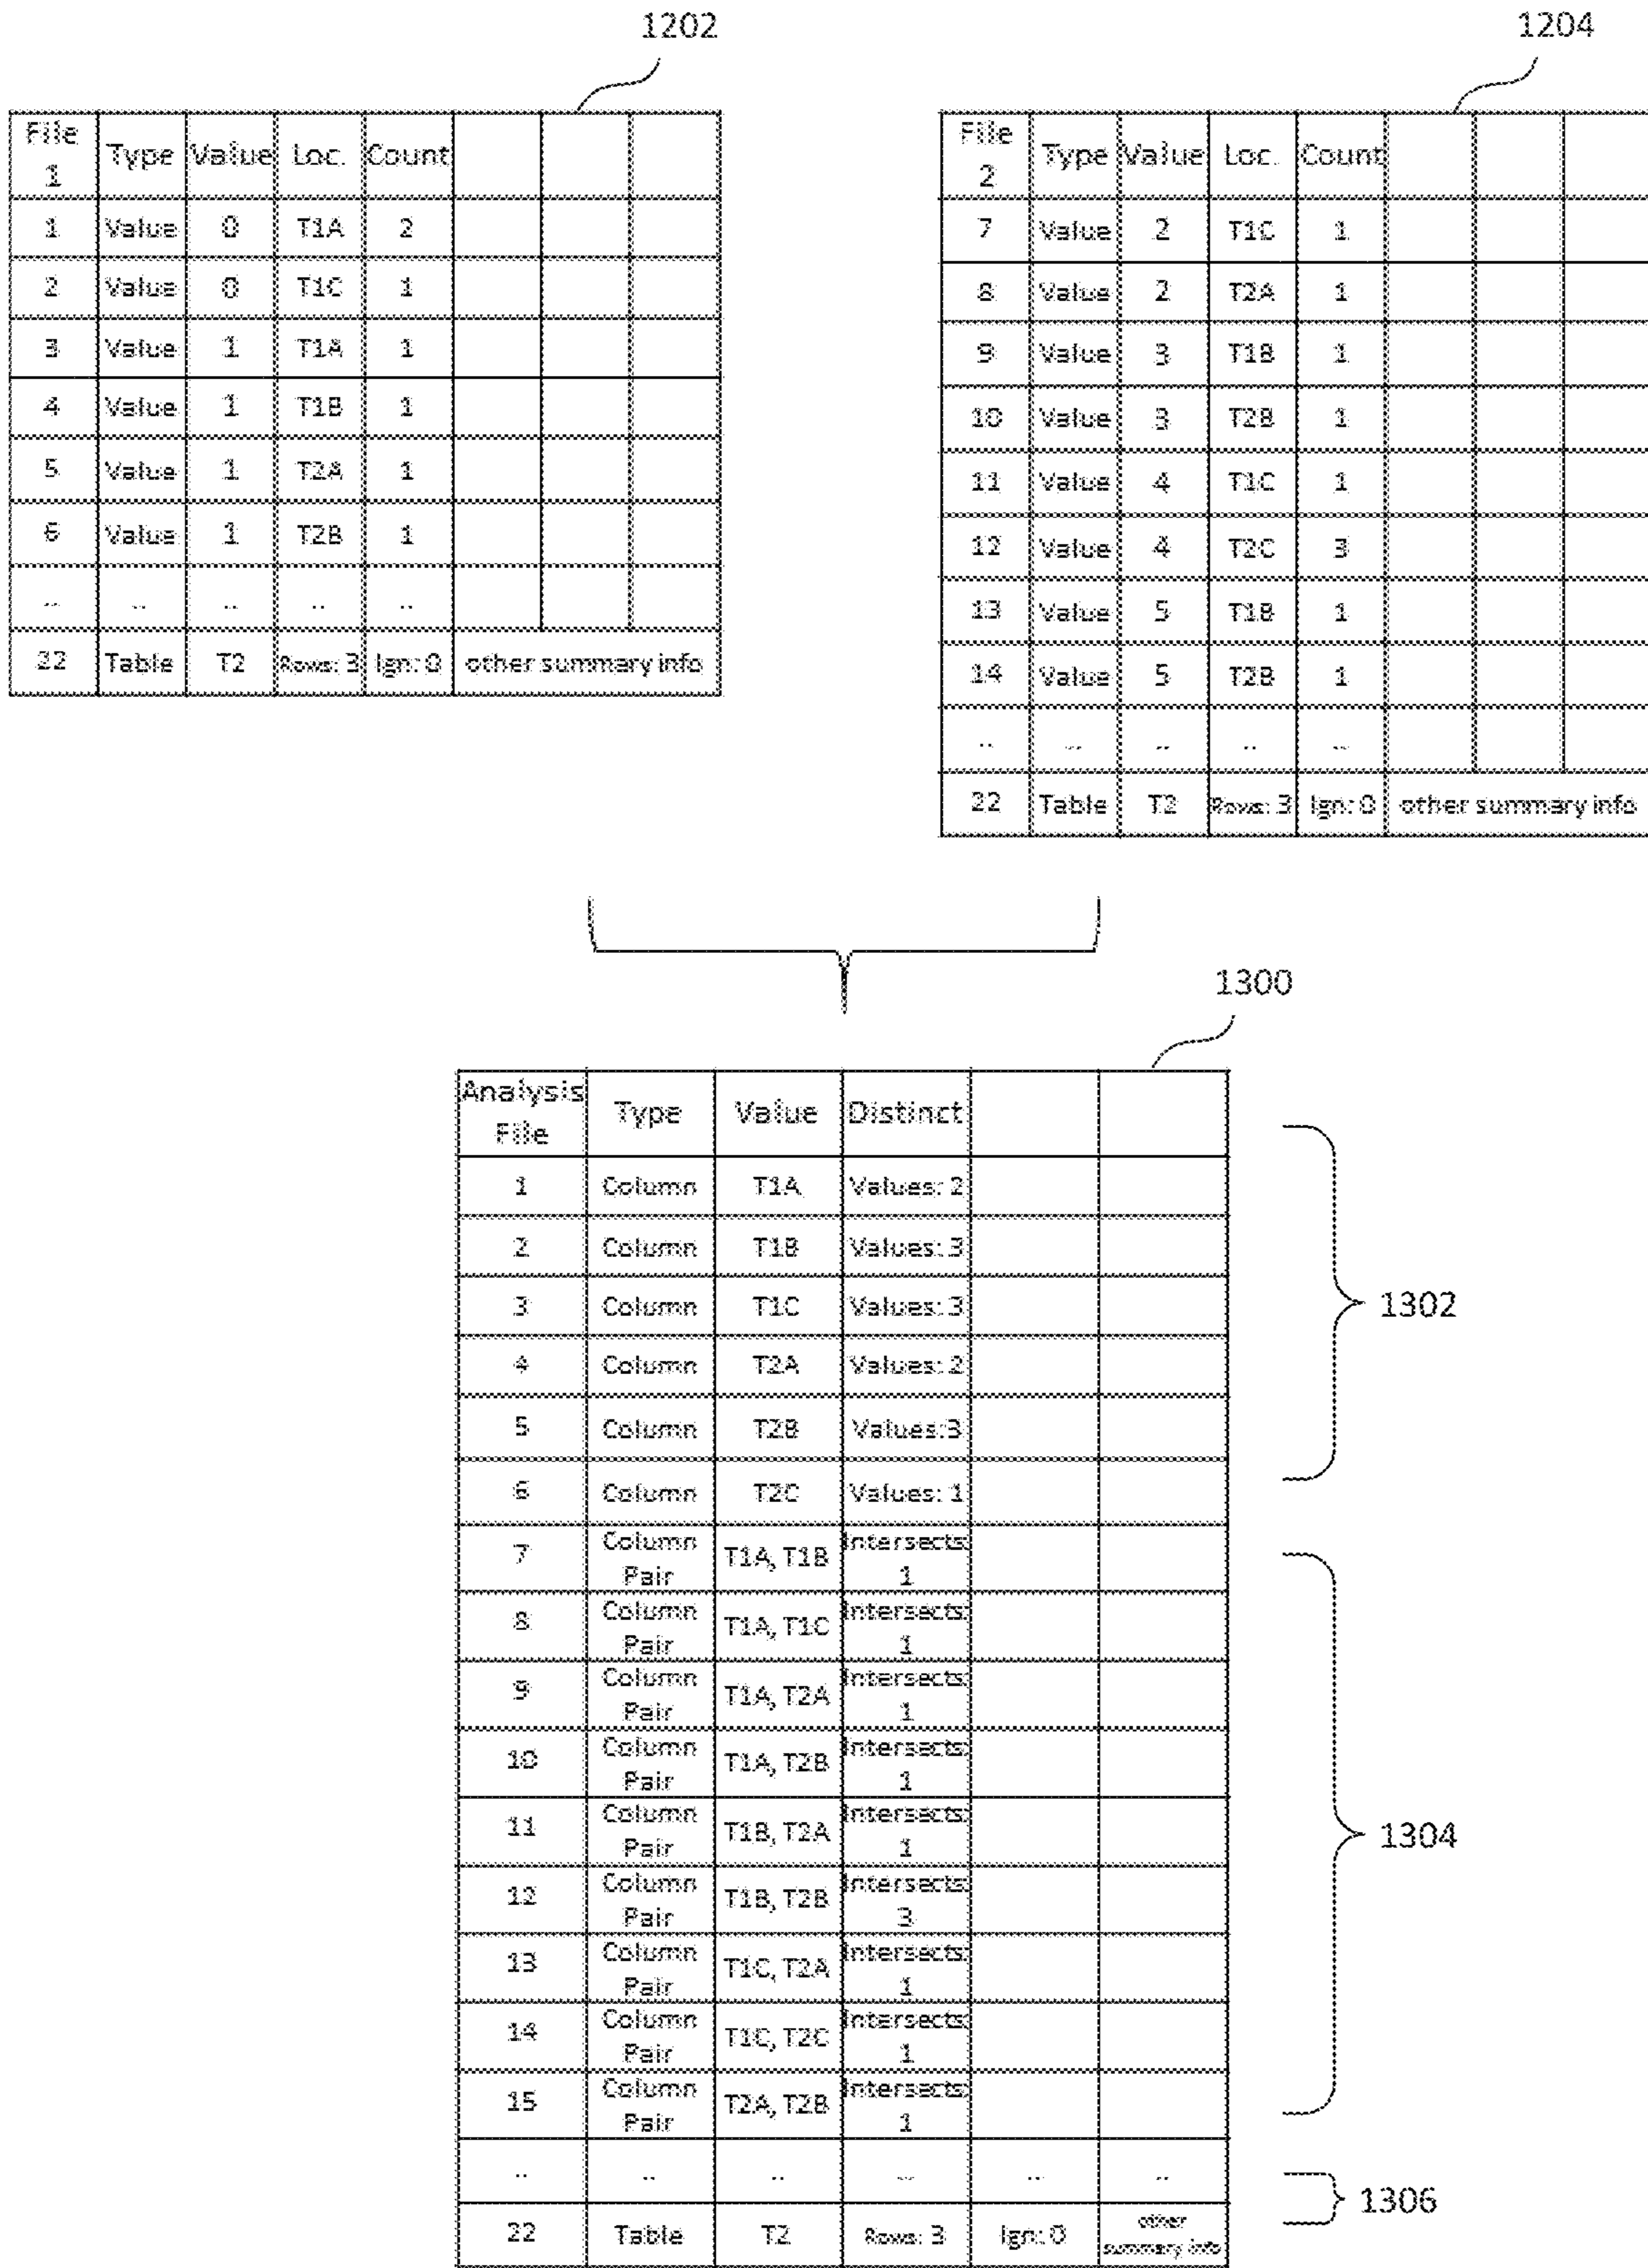 1202
File 1 Type Value Loc. Count
1 Value 0 T1A 2
2 Value 0 T1C 1
3 Value 1 T1A 1
4 Value 1 T1B 1
5 Value 1 T2A 1
6 Value 1 T2B 1
.. .. .. .. ..
22 Table T2 Rows: 3 Ign: 0 other summary info
1204
File 2 Type Value Loc. Count
7 Value 2 T1C 1
8 Value 2 T2A 1
9 Value 3 T1B 1
10 Value 3 T2B 1
11 Value 4 T1C 1
12 Value 4 T2C 3
13 Value 5 T1B 1
14 Value 5 T2B 1
.. .. .. .. ..
22 Table T2 Rows: 3 Ign: 0 other summary info
1300
Analysis File Type Value Distinct
1 Column T1A Values: 2
2 Column T1B Values: 3
3 Column T1C Values: 3
4 Column T2A Values: 2
5 Column T2B Values:3
6 Column T2C Values: 1
1302
7 Column Pair T1A, T1B Intersects: 1
8 Column Pair T1A, T1C Intersects: 1
9 Column Pair T1A, T2A Intersects: 1
10 Column Pair T1A, T2B Intersects: 1
11 Column Pair T1B, T2A Intersects: 1
12 Column Pair T1B, T2B Intersects: 3
13 Column Pair T1C, T2A Intersects: 1
14 Column Pair T1C, T2C Intersects: 1
15 Column Pair T2A, T2B Intersects: 1
1304
.. .. .. .. .. ..
22 Table T2 Rows: 3 Ign: 0 other summary info
1306